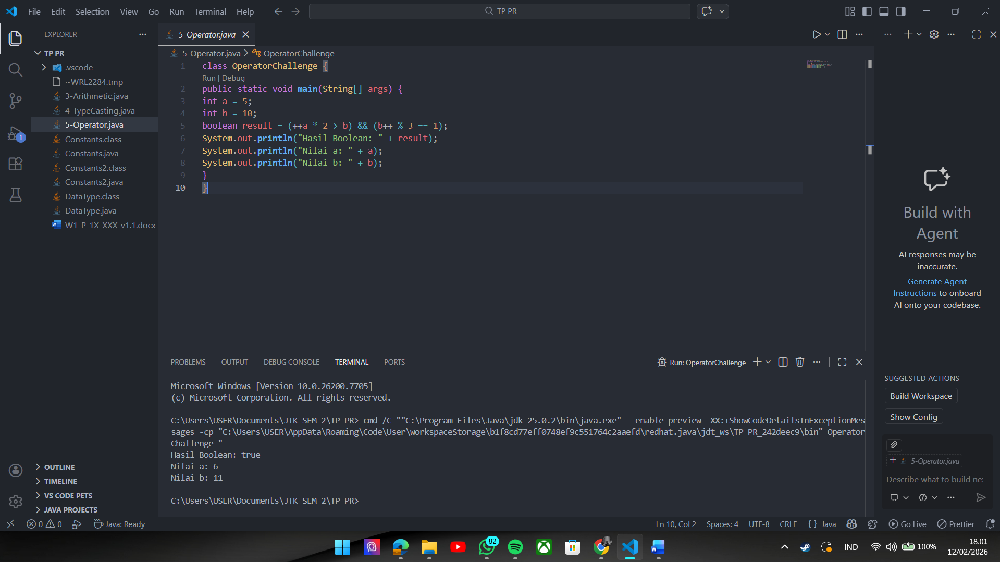 File Edit Selection View Go Run Terminal Help
TP PR
EXPLORER
TP PR
.vscode
~WRL2284.tmp
3-Arithmetic.java
4-TypeCasting.java
5-Operator.java
Constants.class
Constants.java
Constants2.class
Constants2.java
DataType.class
DataType.java
W1_P_1X_XXX_v1.1.docx
1
OUTLINE
TIMELINE
VS CODE PETS
JAVA PROJECTS
5-Operator.java
5-Operator.java > OperatorChallenge
1 class OperatorChallenge {
Run | Debug
2 public static void main(String[] args) {
3 int a = 5;
4 int b = 10;
5 boolean result = (++a * 2 > b) && (b++ % 3 == 1);
6 System.out.println("Hasil Boolean: " + result);
7 System.out.println("Nilai a: " + a);
8 System.out.println("Nilai b: " + b);
9 }
10 }
PROBLEMS OUTPUT DEBUG CONSOLE TERMINAL PORTS
Run: OperatorChallenge
Microsoft Windows [Version 10.0.26200.7705]
(c) Microsoft Corporation. All rights reserved.
C:\Users\USER\Documents\JTK SEM 2\TP PR> cmd /C ""C:\Program Files\Java\jdk-25.0.2\bin\java.exe" --enable-preview -XX:+ShowCodeDetailsInExceptionMes
sages -cp "C:\Users\USER\AppData\Roaming\Code\User\workspaceStorage\b1f8cd77eff0748ef9c551764c2aaefd\redhat.java\jdt_ws\TP PR_242deec9\bin" Operator
Challenge "
Hasil Boolean: true
Nilai a: 6
Nilai b: 11
C:\Users\USER\Documents\JTK SEM 2\TP PR>
Build with
Agent
AI responses may be
inaccurate.
Generate Agent
Instructions to onboard
AI onto your codebase.
SUGGESTED ACTIONS
Build Workspace
Show Config
5-Operator.java
Describe what to build ne
0 0 Java: Ready
Ln 10, Col 2 Spaces: 4 UTF-8 CRLF { } Java Go Live Prettier
82
IND 100% 18.01
12/02/2026